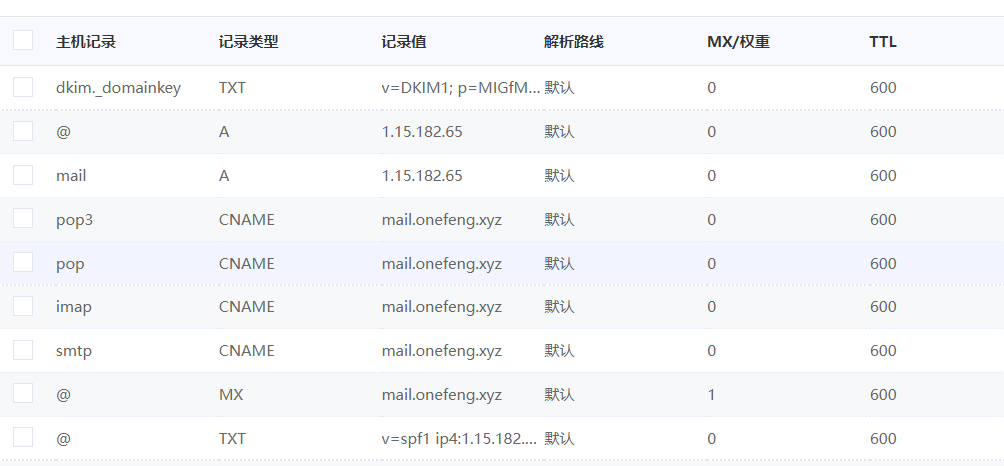 主机记录 记录类型 记录值 解析路线 MX/权重 TTL
dkim._domainkey TXT v=DKIM1; p=MIGfM... 默认 0 600
@ A 1.15.182.65 默认 0 600
mail A 1.15.182.65 默认 0 600
pop3 CNAME mail.onefeng.xyz 默认 0 600
pop CNAME mail.onefeng.xyz 默认 0 600
imap CNAME mail.onefeng.xyz 默认 0 600
smtp CNAME mail.onefeng.xyz 默认 0 600
@ MX mail.onefeng.xyz 默认 1 600
@ TXT v=spf1 ip4:1.15.182.... 默认 0 600